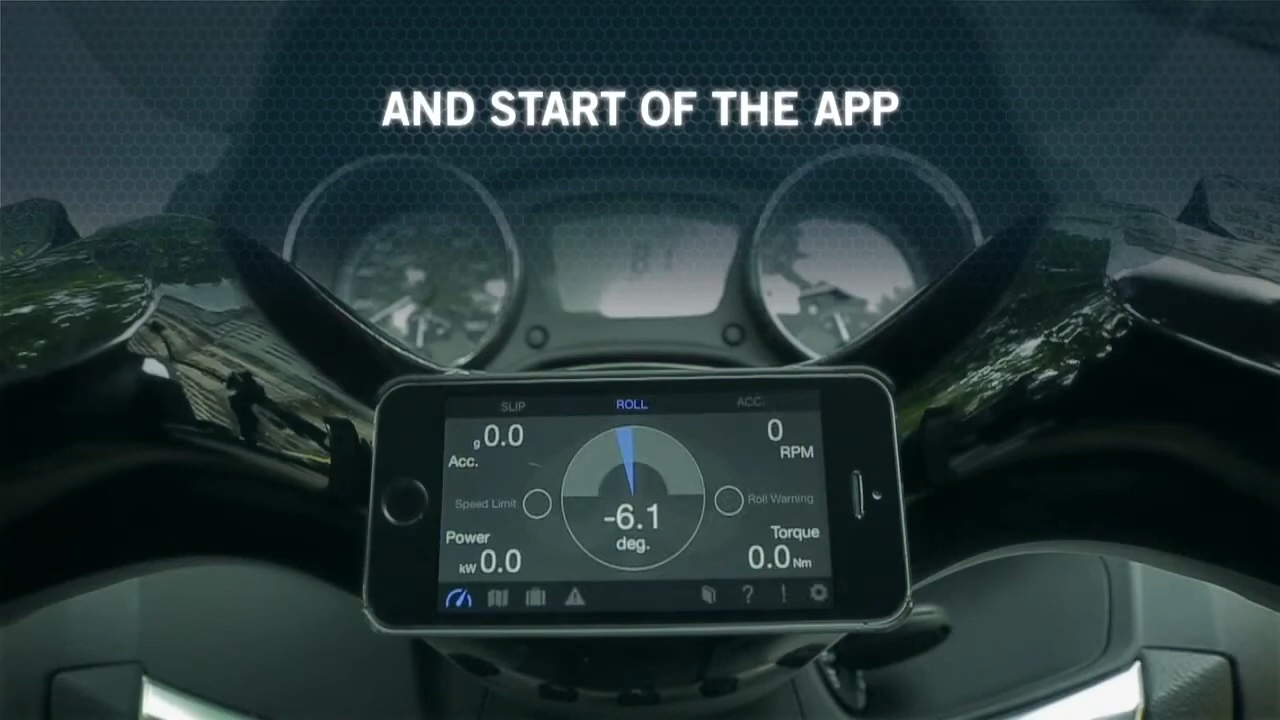 AND START OF THE APP
SLIP ROLL ACC.
g 0.0
Acc.
0
RPM
Speed Limit
Roll Warning
-6.1
deg.
Power
kW 0.0
Torque
0.0 Nm